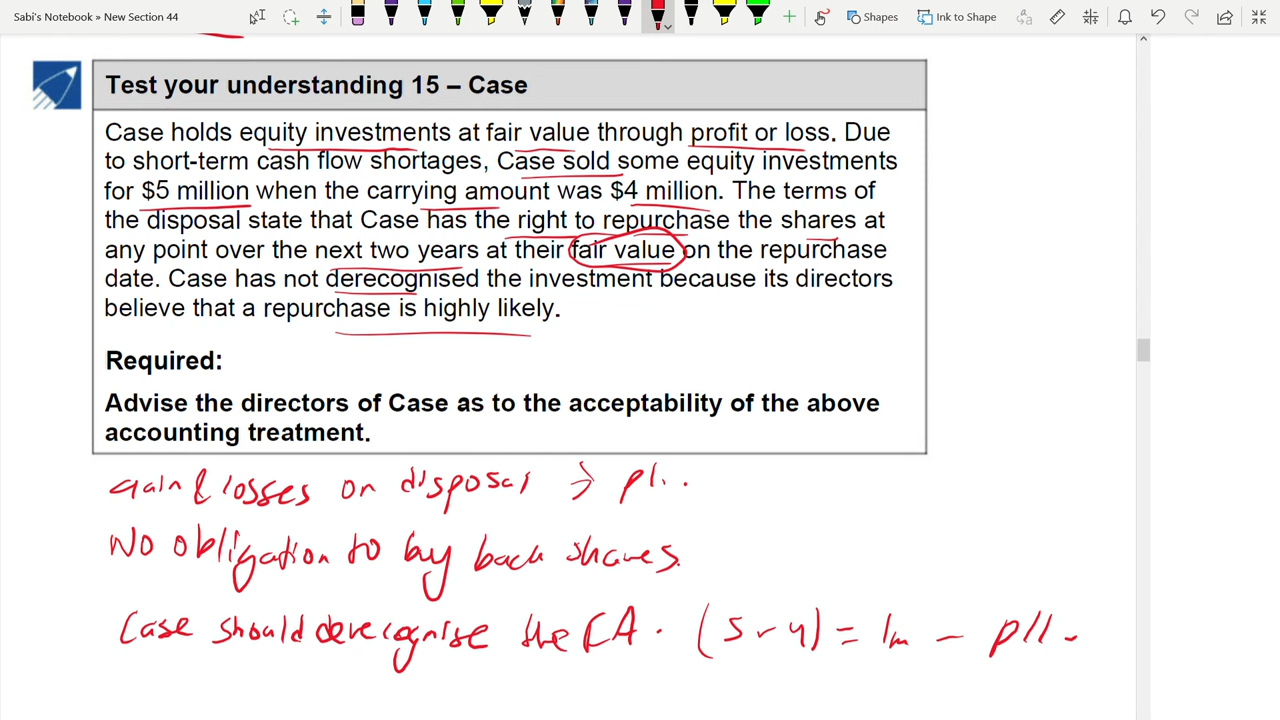 Sabi's Notebook » New Section 44
Shapes
Ink to Shape
Test your understanding 15 – Case
Case holds equity investments at fair value through profit or loss. Due
to short-term cash flow shortages, Case sold some equity investments
for $5 million when the carrying amount was $4 million. The terms of
the disposal state that Case has the right to repurchase the shares at
any point over the next two years at their fair value on the repurchase
date. Case has not derecognised the investment because its directors
believe that a repurchase is highly likely.
Required:
Advise the directors of Case as to the acceptability of the above
accounting treatment.
Gain & losses on disposal → p/l..
No obligation to buy back shares.
Case should derecognise the FA. (5 - 4) = 1m - p/l.